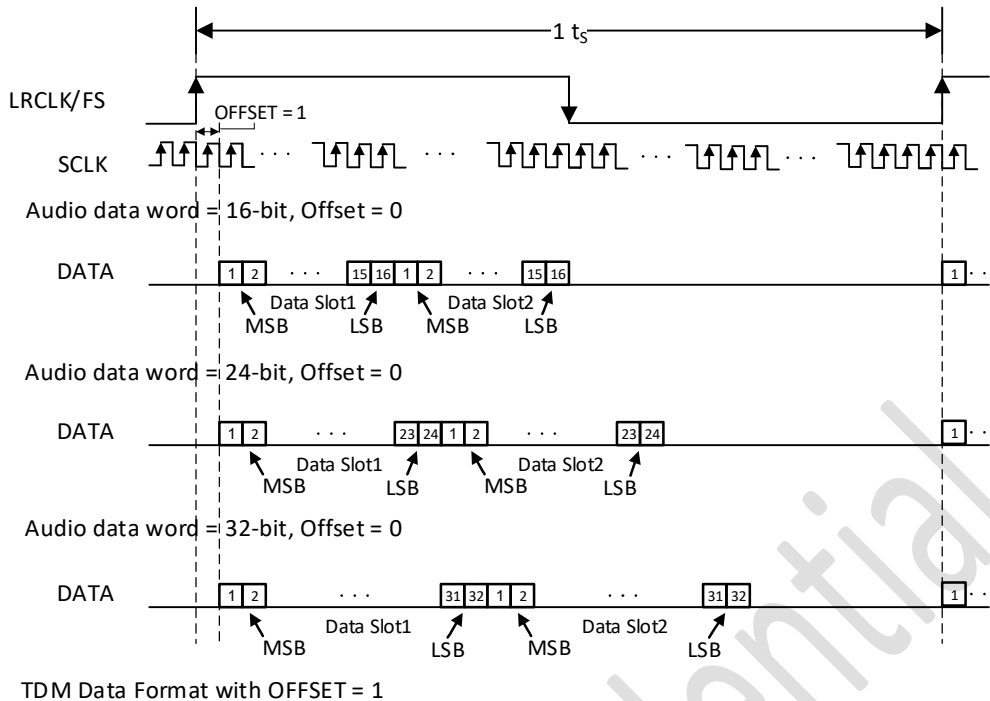 1 tS
LRCLK/FS
OFFSET = 1
SCLK · · · · · · · · · · · ·
Audio data word = 16-bit, Offset = 0
DATA 1 2 · · · 15 16 1 2 · · · 15 16 1 · ·
Data Slot1 Data Slot2
MSB LSB MSB LSB
Audio data word = 24-bit, Offset = 0
DATA 1 2 · · · 23 24 1 2 · · · 23 24 1 · ·
Data Slot1 Data Slot2
MSB LSB MSB LSB
Audio data word = 32-bit, Offset = 0
DATA 1 2 · · · 31 32 1 2 · · · 31 32 1 · ·
Data Slot1 Data Slot2
MSB LSB MSB LSB
TDM Data Format with OFFSET = 1
ential